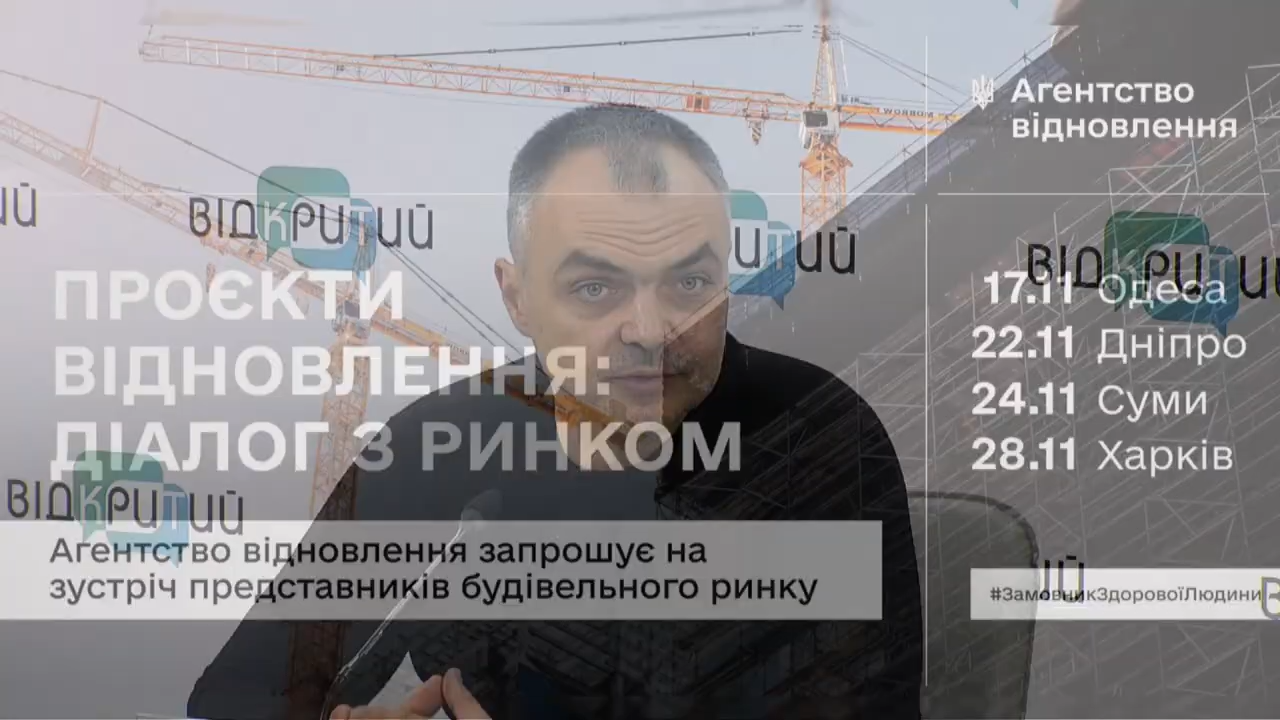 Агентство
відновлення
ВІДКРИТИЙ
ВІДКРИТИЙ
ПРОЄКТИ
ВІДНОВЛЕННЯ:
ДІАЛОГ З РИНКОМ
17.11 Одеса
22.11 Дніпро
24.11 Суми
28.11 Харків
ВІДКРИТИЙ
Агентство відновлення запрошує на
зустріч представників будівельного ринку
#ЗамовникЗдоровоїЛюдини